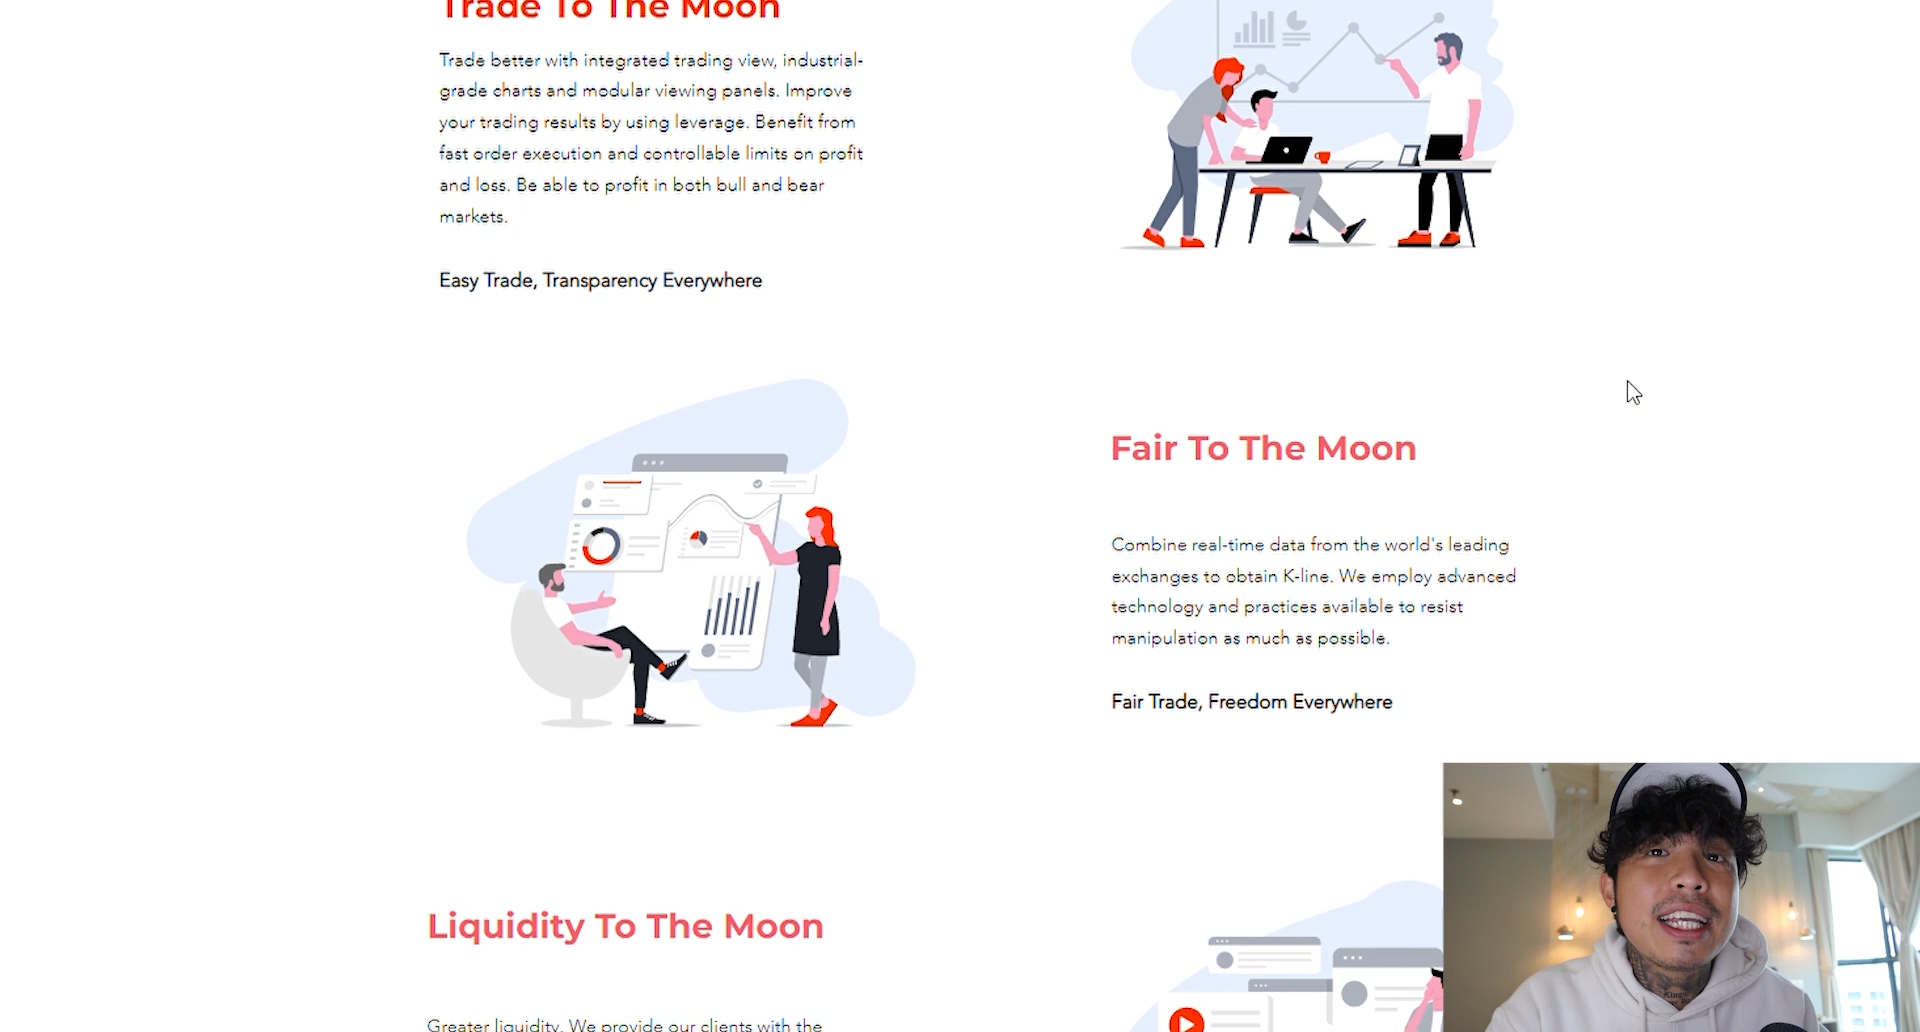 Trade To The Moon
Trade better with integrated trading view, industrial-
grade charts and modular viewing panels. Improve
your trading results by using leverage. Benefit from
fast order execution and controllable limits on profit
and loss. Be able to profit in both bull and bear
markets.
Easy Trade, Transparency Everywhere
Fair To The Moon
Combine real-time data from the world's leading
exchanges to obtain K-line. We employ advanced
technology and practices available to resist
manipulation as much as possible.
Fair Trade, Freedom Everywhere
Liquidity To The Moon
Greater liquidity. We provide our clients with the